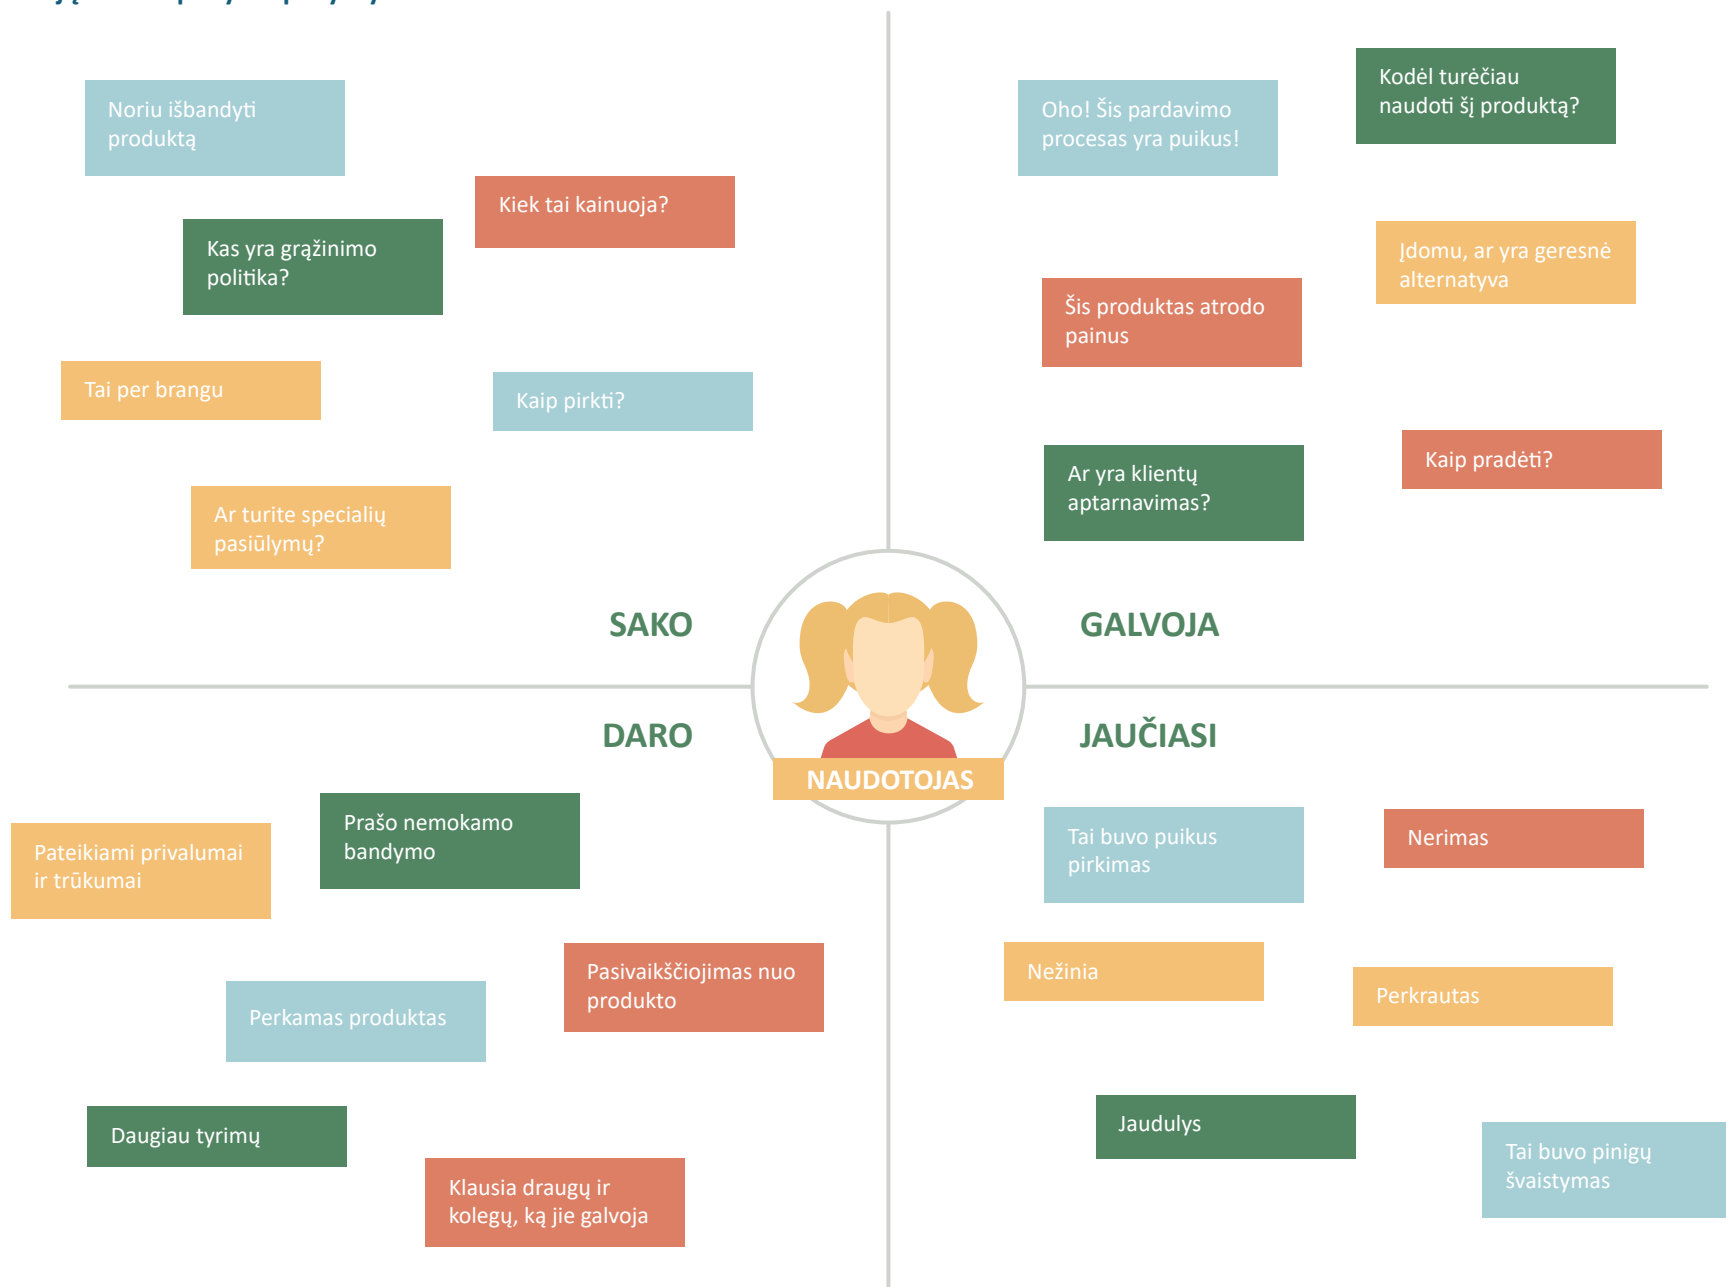 Noriu išbandyti
produktą
Kiek tai kainuoja?
Kas yra grąžinimo
politika?
Tai per brangu
Kaip pirkti?
Ar turite specialių
pasiūlymų?
SAKO
Oho! Šis pardavimo
procesas yra puikus!
Kodėl turėčiau
naudoti šį produktą?
Įdomu, ar yra geresnė
alternatyva
Šis produktas atrodo
painus
Ar yra klientų
aptarnavimas?
Kaip pradėti?
GALVOJA
NAUDOTOJAS
DARO
Pateikiami privalumai
ir trūkumai
Prašo nemokamo
bandymo
Pasivaikščiojimas nuo
produkto
Perkamas produktas
Daugiau tyrimų
Klausia draugų ir
kolegų, ką jie galvoja
JAUČIASI
Tai buvo puikus
pirkimas
Nerimas
Nežinia
Perkrautas
Jaudulys
Tai buvo pinigų
švaistymas